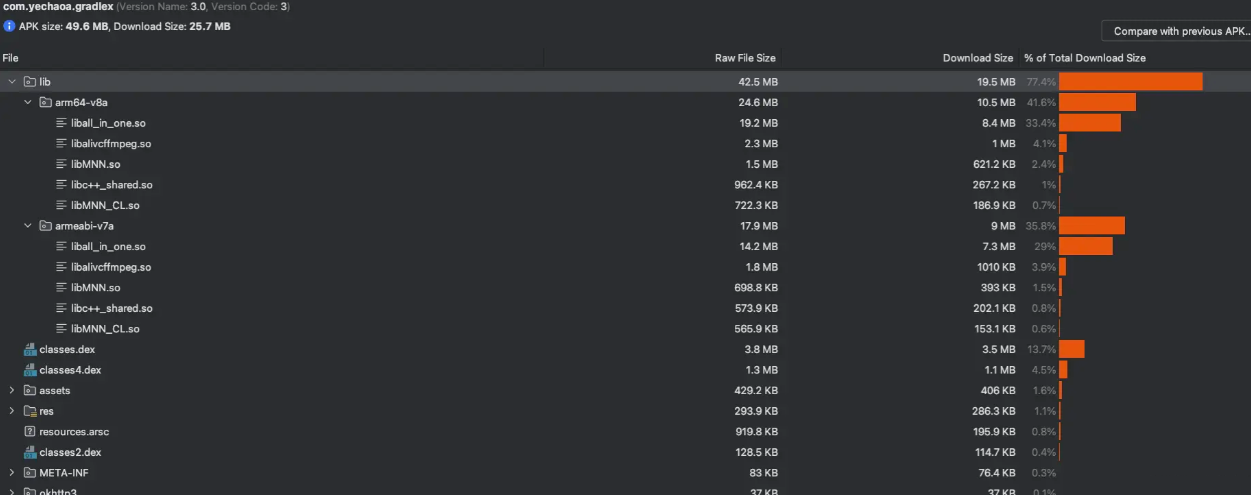 com.yechaoa.gradlex (Version Name: 3.0, Version Code: 3)
APK size: 49.6 MB, Download Size: 25.7 MB
Compare with previous APK...
File Raw File Size Download Size % of Total Download Size
lib 42.5 MB 19.5 MB 77.4%
arm64-v8a 24.6 MB 10.5 MB 41.6%
liball_in_one.so 19.2 MB 8.4 MB 33.4%
libalivcffmpeg.so 2.3 MB 1 MB 4.1%
libMNN.so 1.5 MB 621.2 KB 2.4%
libc++_shared.so 962.4 KB 267.2 KB 1%
libMNN_CL.so 722.3 KB 186.9 KB 0.7%
armeabi-v7a 17.9 MB 9 MB 35.8%
liball_in_one.so 14.2 MB 7.3 MB 29%
libalivcffmpeg.so 1.8 MB 1010 KB 3.9%
libMNN.so 698.8 KB 393 KB 1.5%
libc++_shared.so 573.9 KB 202.1 KB 0.8%
libMNN_CL.so 565.9 KB 153.1 KB 0.6%
classes.dex 3.8 MB 3.5 MB 13.7%
classes4.dex 1.3 MB 1.1 MB 4.5%
assets 429.2 KB 406 KB 1.6%
res 293.9 KB 286.3 KB 1.1%
resources.arsc 919.8 KB 195.9 KB 0.8%
classes2.dex 128.5 KB 114.7 KB 0.4%
META-INF 83 KB 76.4 KB 0.3%
okhttp3 37 KB 37 KB 0.1%